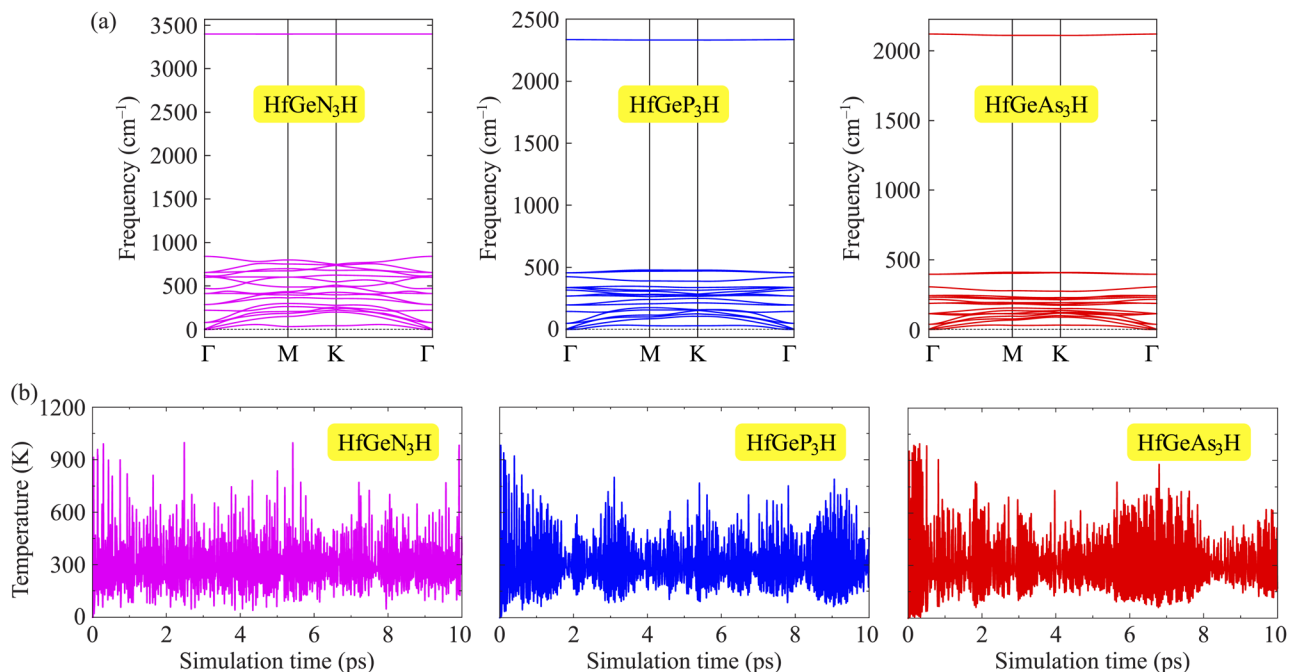 (a)
Frequency (cm⁻¹)
3500
3000
2500
2000
1500
1000
500
0
HfGeN₃H
Γ M K Γ
Frequency (cm⁻¹)
2500
2000
1500
1000
500
0
HfGeP₃H
Γ M K Γ
Frequency (cm⁻¹)
2000
1500
1000
500
0
HfGeAs₃H
Γ M K Γ
(b)
Temperature (K)
1200
900
600
300
0
HfGeN₃H
0 2 4 6 8 10
Simulation time (ps)
HfGeP₃H
0 2 4 6 8 10
Simulation time (ps)
HfGeAs₃H
0 2 4 6 8 10
Simulation time (ps)